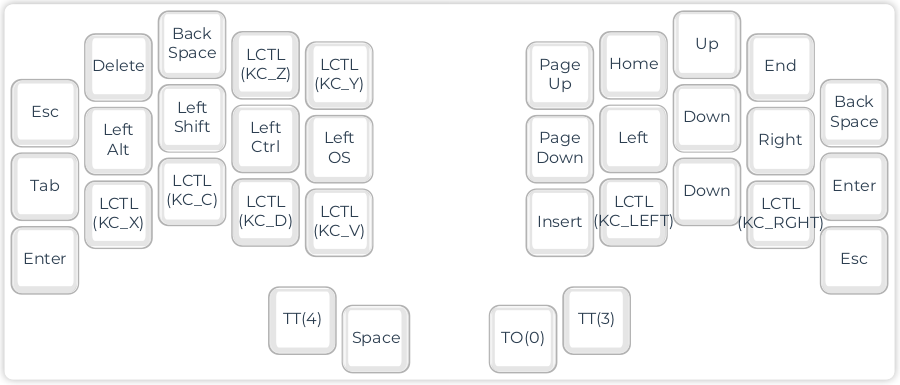 Esc
Delete
Back
Space
LCTL
(KC_Z)
LCTL
(KC_Y)
Page
Up
Home
Up
End
Back
Space
Tab
Left
Alt
Left
Shift
Left
Ctrl
Left
OS
Page
Down
Left
Down
Right
Enter
Enter
LCTL
(KC_X)
LCTL
(KC_C)
LCTL
(KC_D)
LCTL
(KC_V)
Insert
LCTL
(KC_LEFT)
Down
LCTL
(KC_RGHT)
Esc
TT(4)
Space
TO(0)
TT(3)